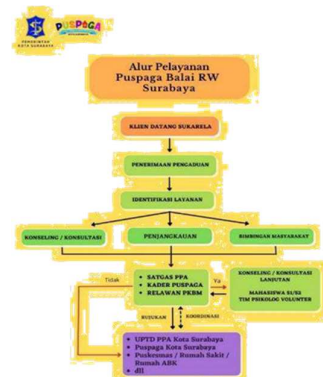 PEMERINTAH
KOTA SURABAYA
PUSPAGA
Alur Pelayanan
Puspaga Balai RW
Surabaya
KLIEN DATANG SUKARELA
PENERIMAAN PENGADUAN
IDENTIFIKASI LAYANAN
KONSELING / KONSULTASI
PENJANGKAUAN
BIMBINGAN MASYARAKAT
Tidak
• SATGAS PPA
• KADER PUSPAGA
• RELAWAN PKBM
Ya
KONSELING / KONSULTASI
LANJUTAN
MAHASISWA S1/S2
TIM PSIKOLOG VOLUNTER
RUJUKAN
KOORDINASI
• UPTD PPA Kota Surabaya
• Puspaga Kota Surabaya
• Puskesmas / Rumah Sakit /
Rumah ABK
• dll